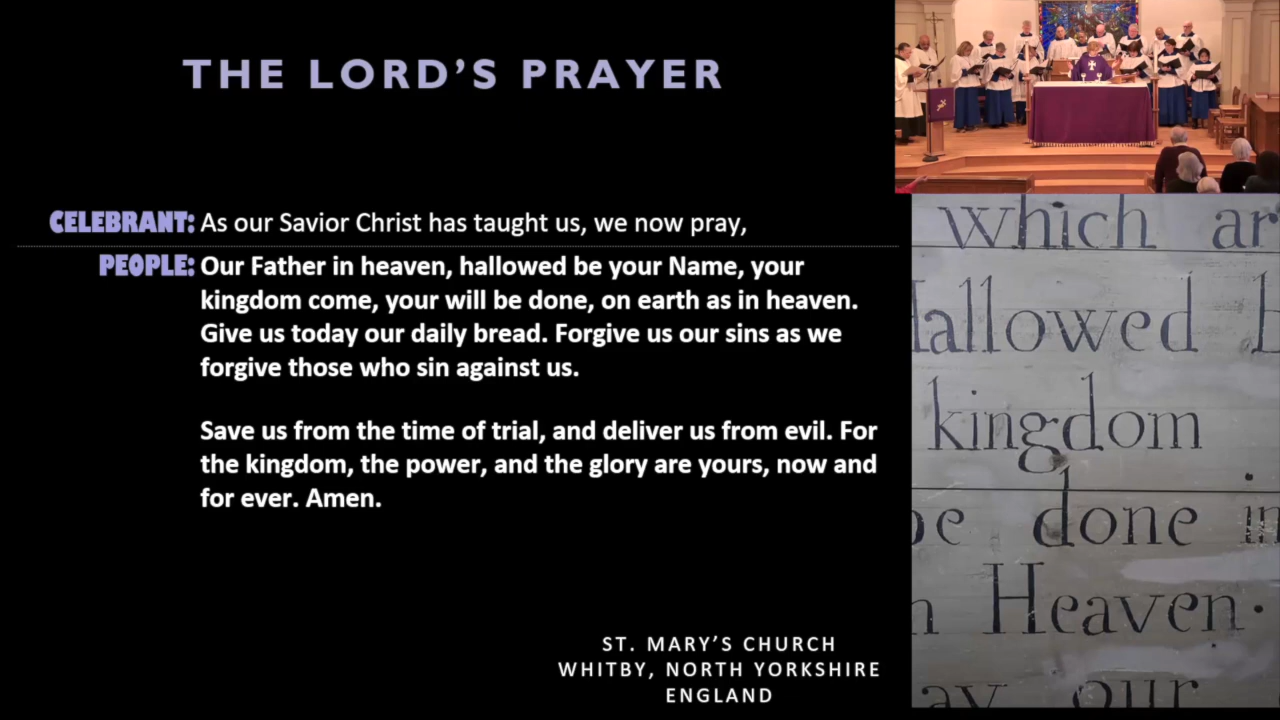 THE LORD'S PRAYER
CELEBRANT: As our Savior Christ has taught us, we now pray,
PEOPLE: Our Father in heaven, hallowed be your Name, your
kingdom come, your will be done, on earth as in heaven.
Give us today our daily bread. Forgive us our sins as we
forgive those who sin against us.
Save us from the time of trial, and deliver us from evil. For
the kingdom, the power, and the glory are yours, now and
for ever. Amen.
ST. MARY'S CHURCH
WHITBY, NORTH YORKSHIRE
ENGLAND
which ar
allowed
kingdom
be done in
Heaven.
our